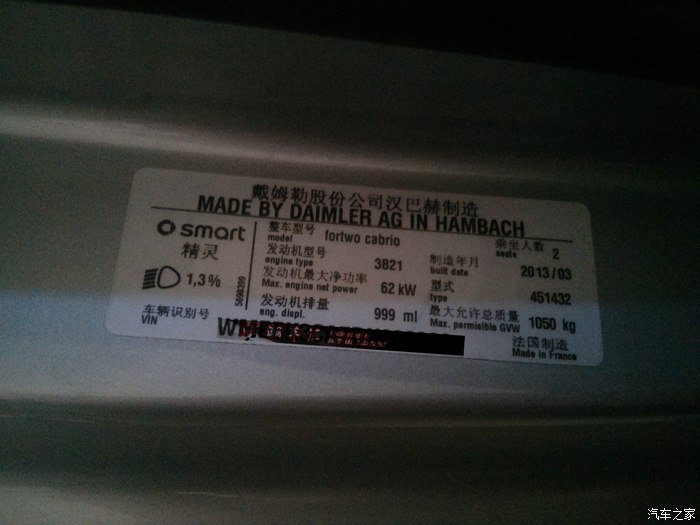 戴姆勒股份公司汉巴赫制造
MADE BY DAIMLER AG IN HAMBACH
smart
精灵
1,3%
5690399
车辆识别号
VIN
整车型号
model
fortwo cabrio
乘坐人数
seats
2
发动机型号
engine type
3B21
制造年月
built date
2013/03
发动机最大净功率
Max. engine net power
62 kW
型式
type
451432
发动机排量
eng. displ.
999 ml
最大允许总质量
Max. permisible GVW
1050 kg
法国制造
Made in France
汽车之家